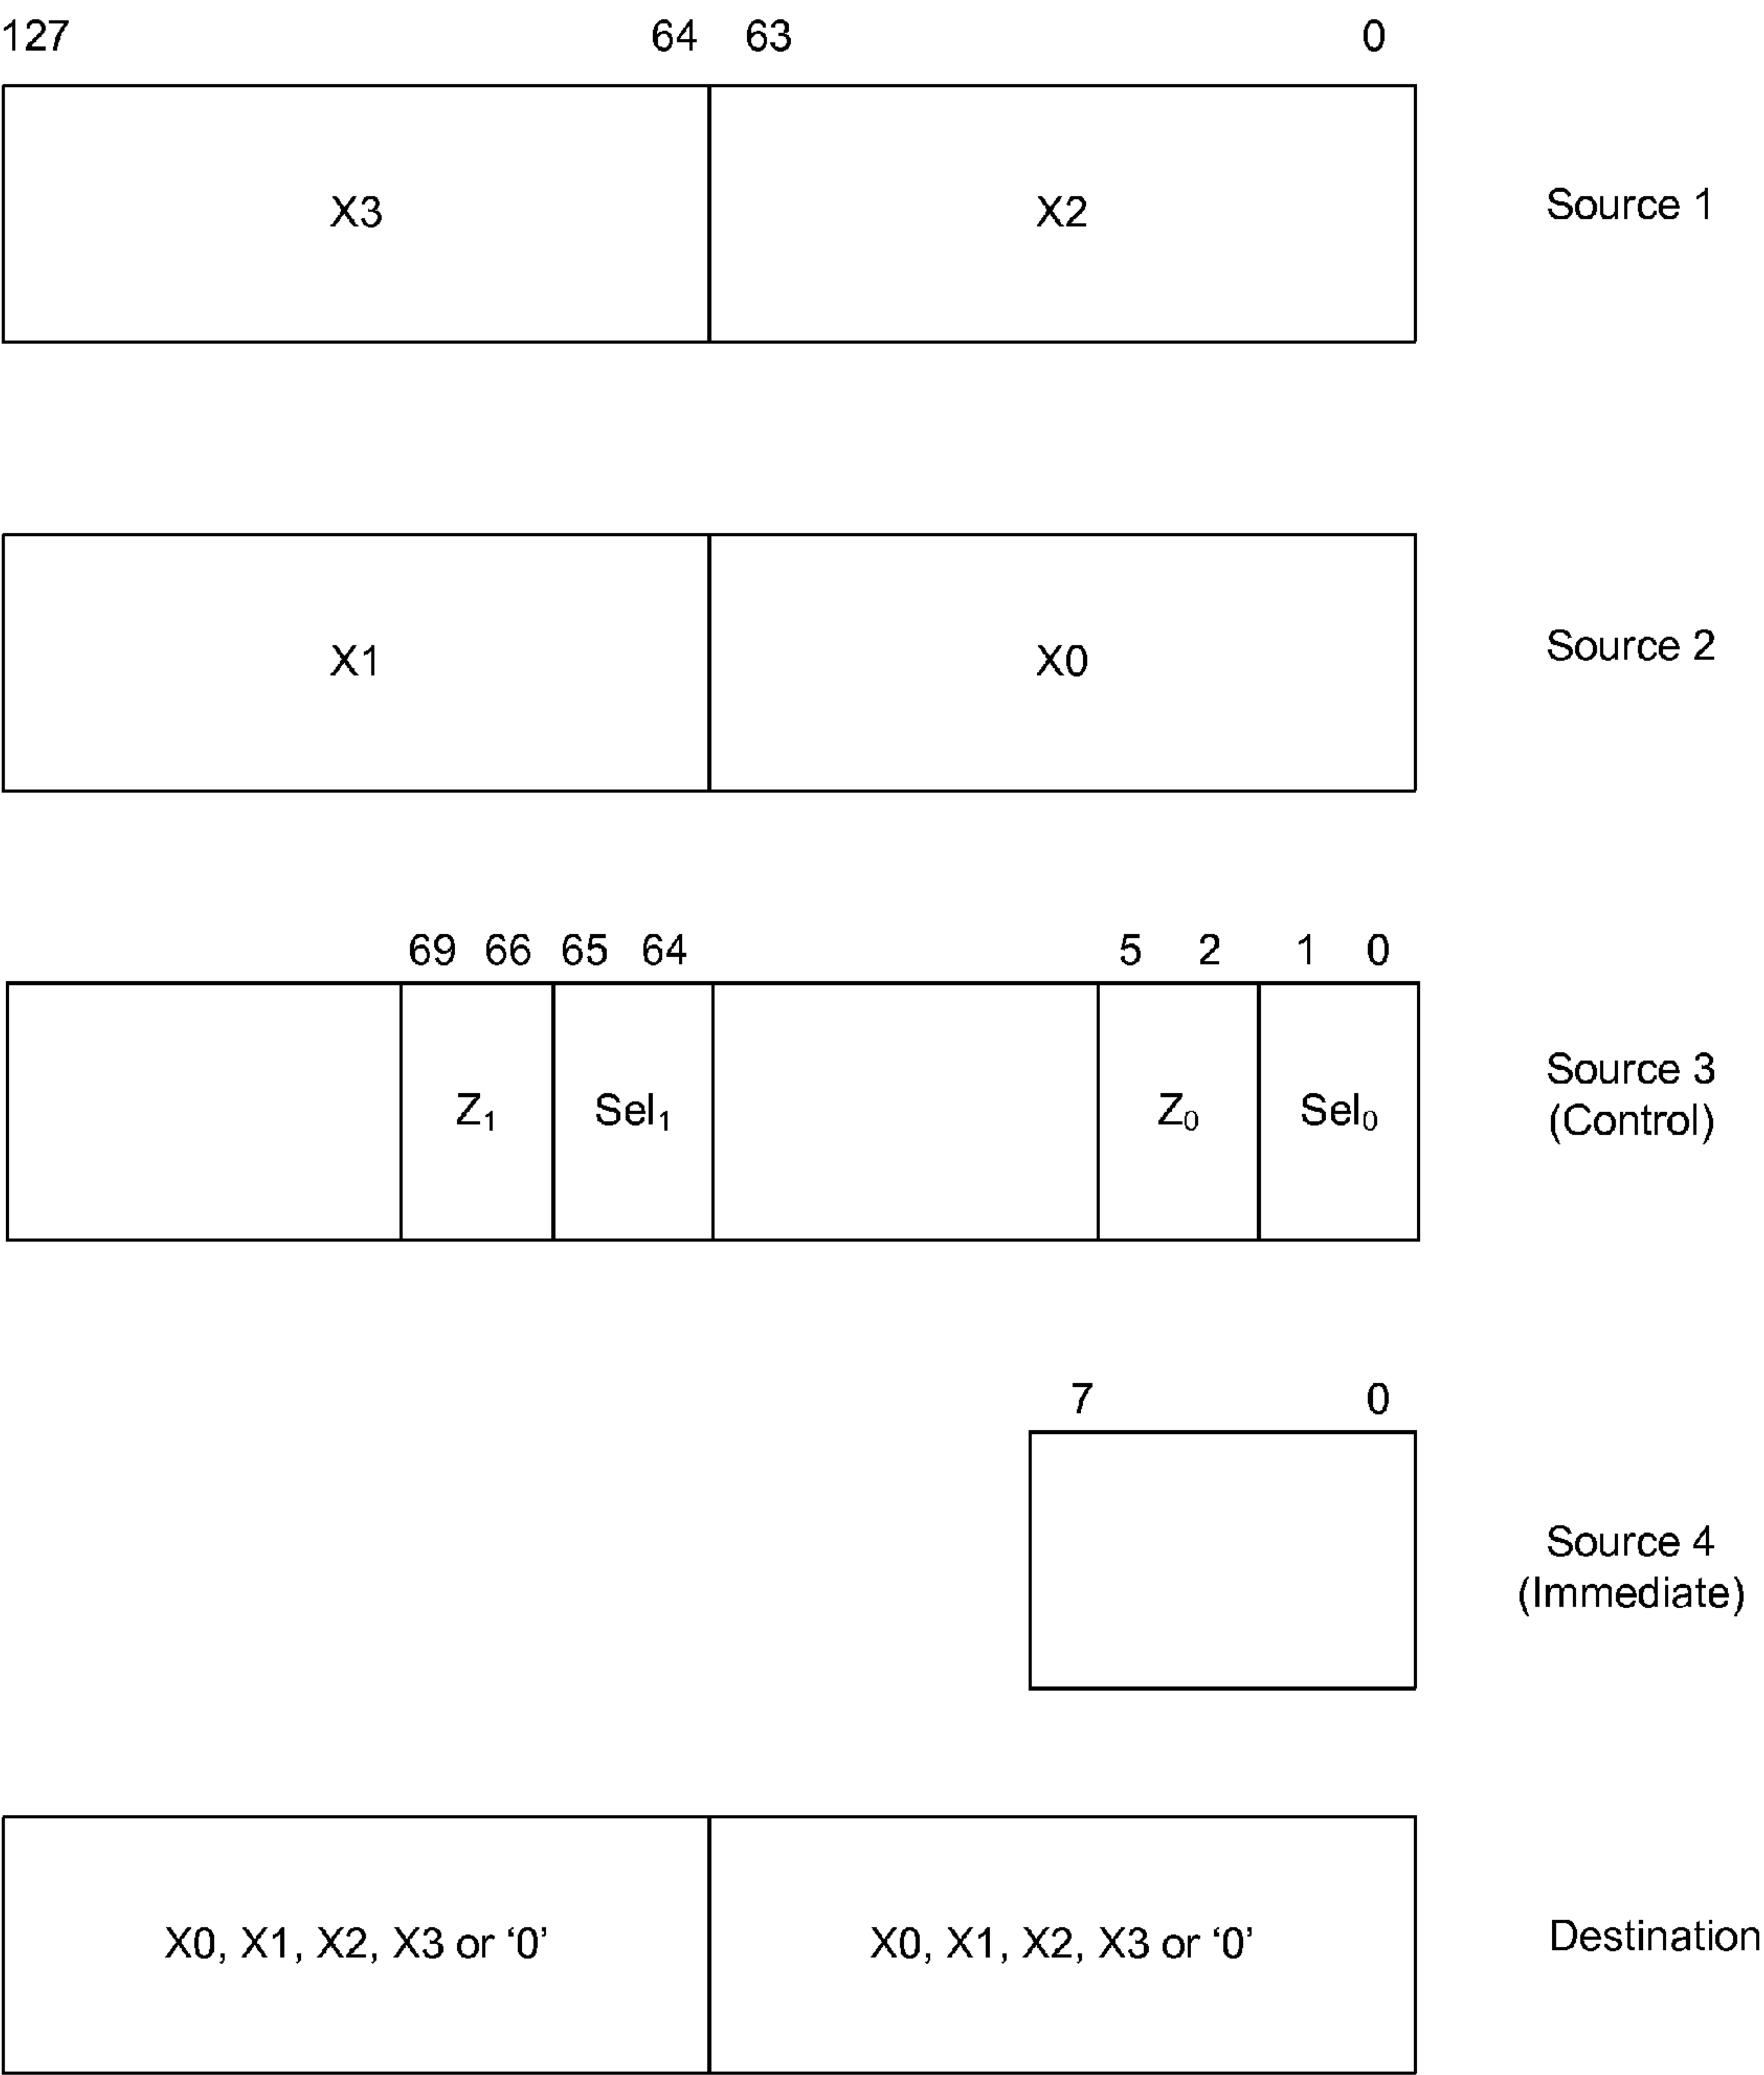 127 64 63 0
X3 X2 Source 1
X1 X0 Source 2
69 66 65 64 5 2 1 0
Z₁ Sel₁ Z₀ Sel₀
Source 3
(Control)
7 0
Source 4
(Immediate)
X0, X1, X2, X3 or ‘0’ X0, X1, X2, X3 or ‘0’ Destination